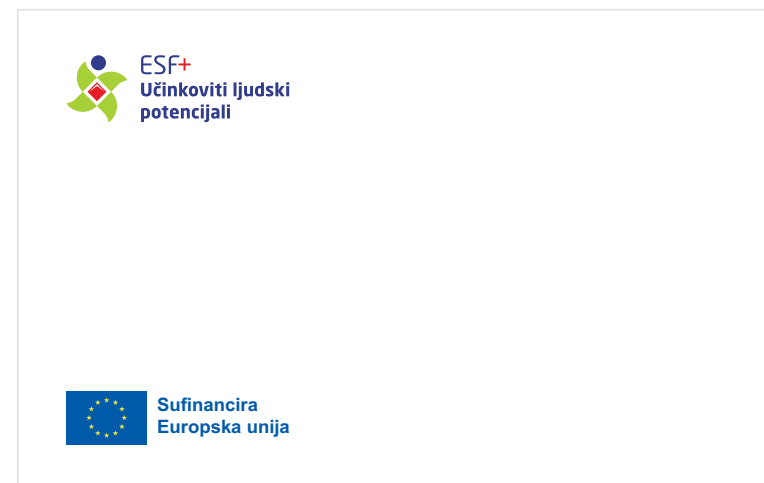 ESF+
Učinkoviti ljudski
potencijali
Sufinancira
Europska unija